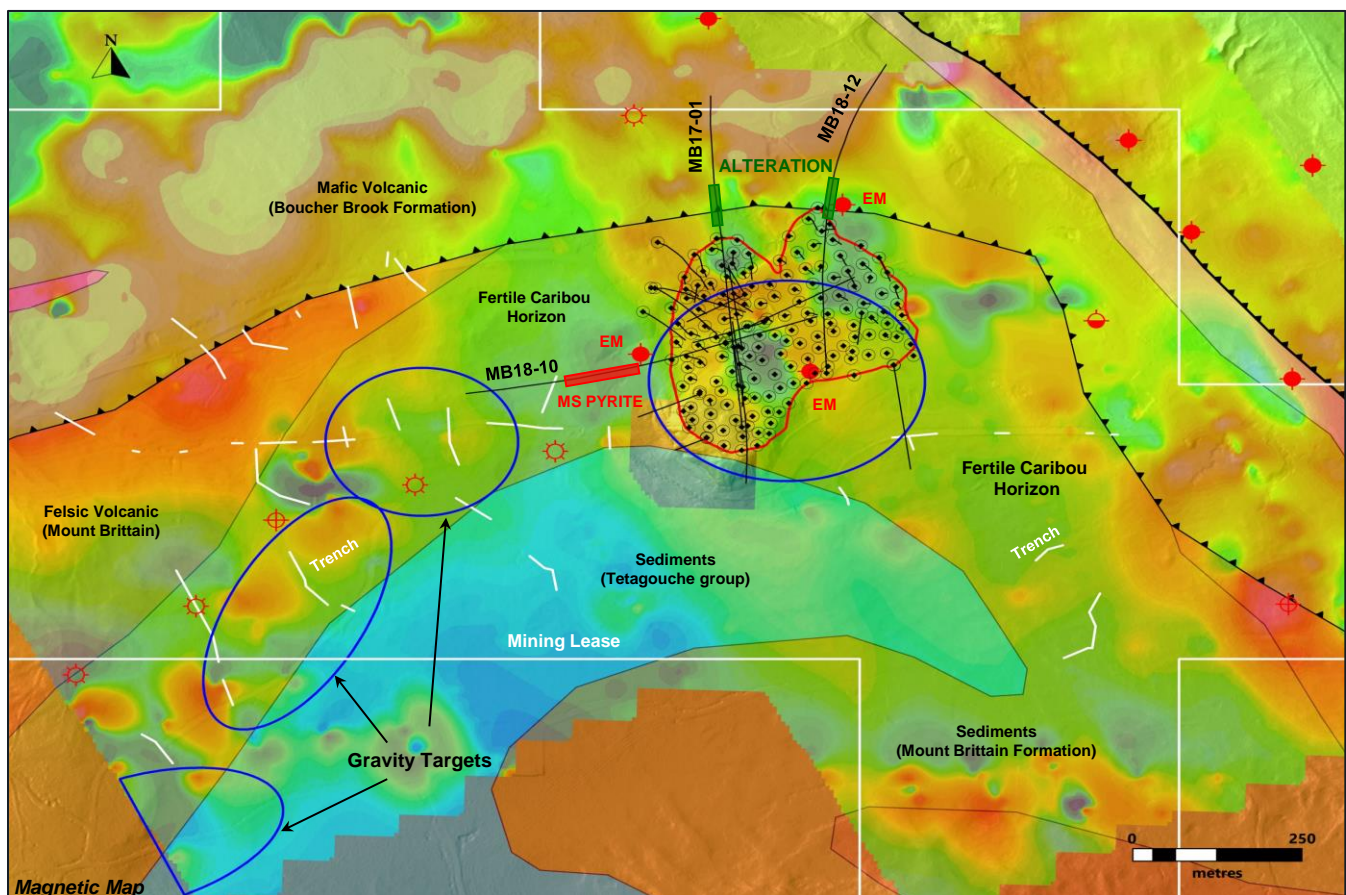 N
MB17-01
MB18-12
ALTERATION
EM
Mafic Volcanic
(Boucher Brook Formation)
Fertile Caribou
Horizon
EM
MB18-10
MS PYRITE
EM
Fertile Caribou
Horizon
Felsic Volcanic
(Mount Brittain)
Trench
Trench
Sediments
(Tetagouche group)
Mining Lease
Sediments
(Mount Brittain Formation)
Gravity Targets
0 250
metres
Magnetic Map